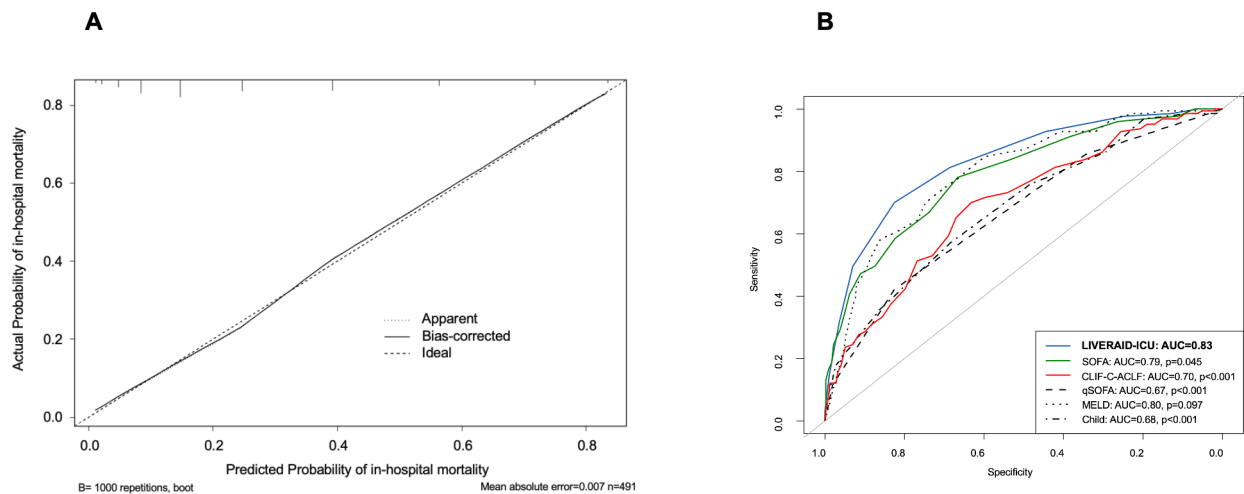 A
Actual Probability of in-hospital mortality
0.8
0.6
0.4
0.2
0.0
Apparent
Bias-corrected
Ideal
0.0 0.2 0.4 0.6 0.8
Predicted Probability of in-hospital mortality
B= 1000 repetitions, boot
Mean absolute error=0.007 n=491
B
Sensitivity
1.0
0.8
0.6
0.4
0.2
0.0
LIVERAID-ICU: AUC=0.83
SOFA: AUC=0.79, p=0.045
CLIF-C-ACLF: AUC=0.70, p<0.001
qSOFA: AUC=0.67, p<0.001
MELD: AUC=0.80, p=0.097
Child: AUC=0.68, p<0.001
1.0 0.8 0.6 0.4 0.2 0.0
Specificity